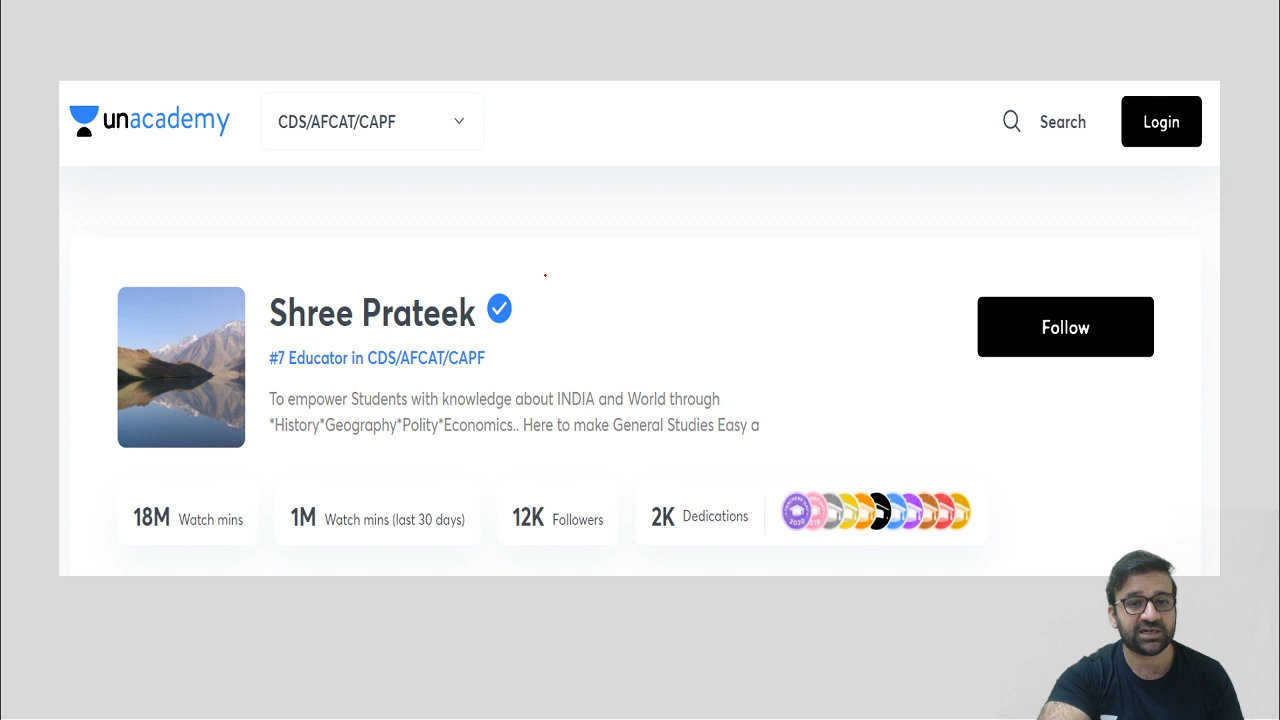 unacademy
CDS/AFCAT/CAPF
Search
Login
Shree Prateek
#7 Educator in CDS/AFCAT/CAPF
Follow
To empower Students with knowledge about INDIA and World through
*History*Geography*Polity*Economics.. Here to make General Studies Easy a
18M Watch mins
1M Watch mins (last 30 days)
12K Followers
2K Dedications